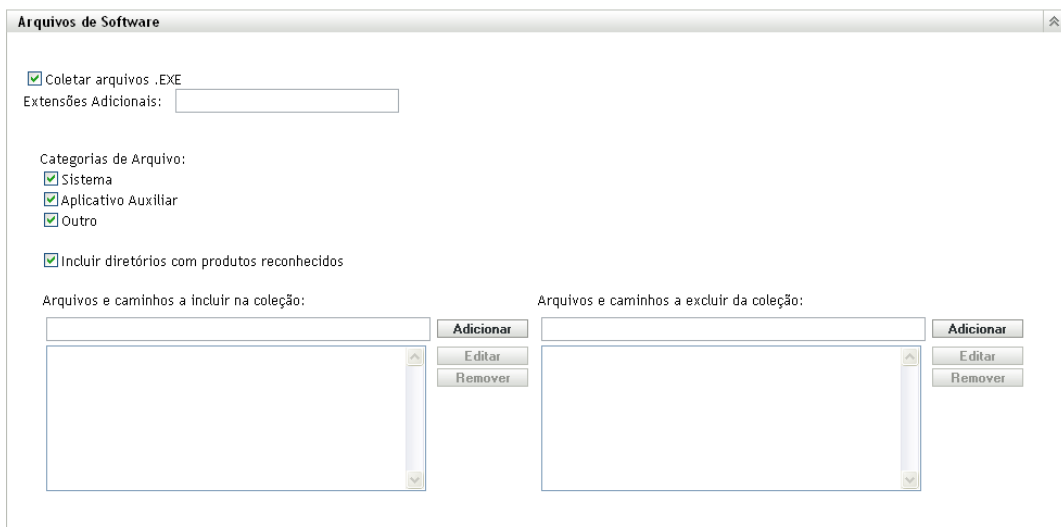 Arquivos de Software
Coletar arquivos .EXE
Extensões Adicionais:
Categorias de Arquivo:
Sistema
Aplicativo Auxiliar
Outro
Incluir diretórios com produtos reconhecidos
Arquivos e caminhos a incluir na coleção:
Adicionar
Editar
Remover
Arquivos e caminhos a excluir da coleção:
Adicionar
Editar
Remover